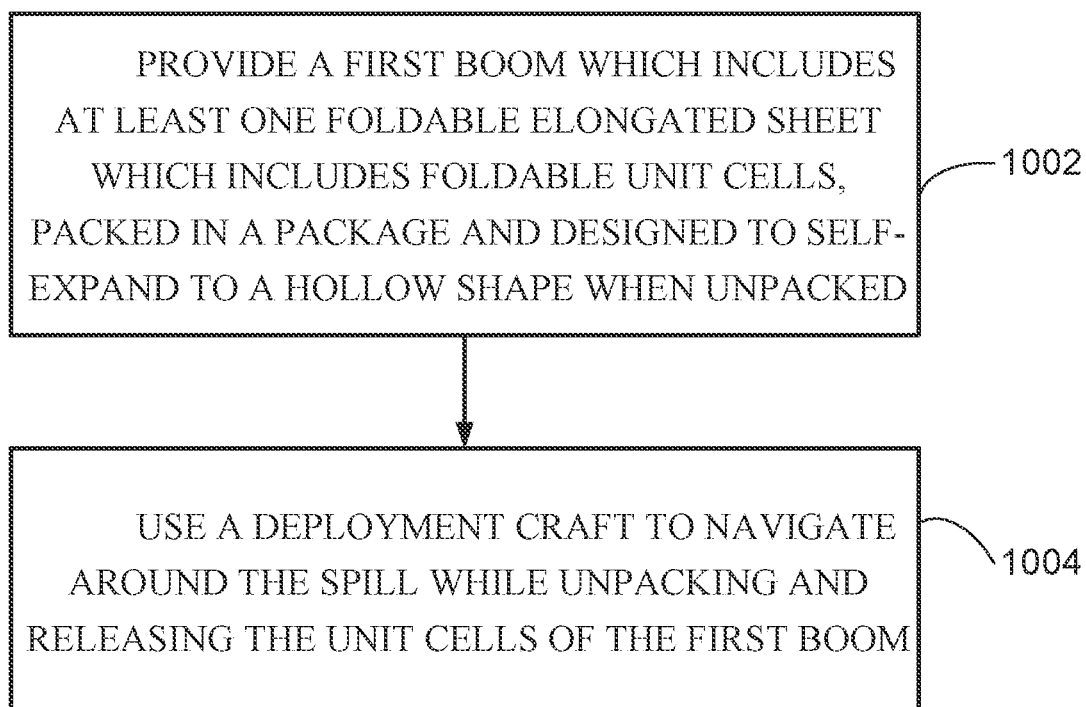 PROVIDE A FIRST BOOM WHICH INCLUDES
AT LEAST ONE FOLDABLE ELONGATED SHEET
WHICH INCLUDES FOLDABLE UNIT CELLS,
PACKED IN A PACKAGE AND DESIGNED TO SELF-
EXPAND TO A HOLLOW SHAPE WHEN UNPACKED
1002
USE A DEPLOYMENT CRAFT TO NAVIGATE
AROUND THE SPILL WHILE UNPACKING AND
RELEASING THE UNIT CELLS OF THE FIRST BOOM
1004